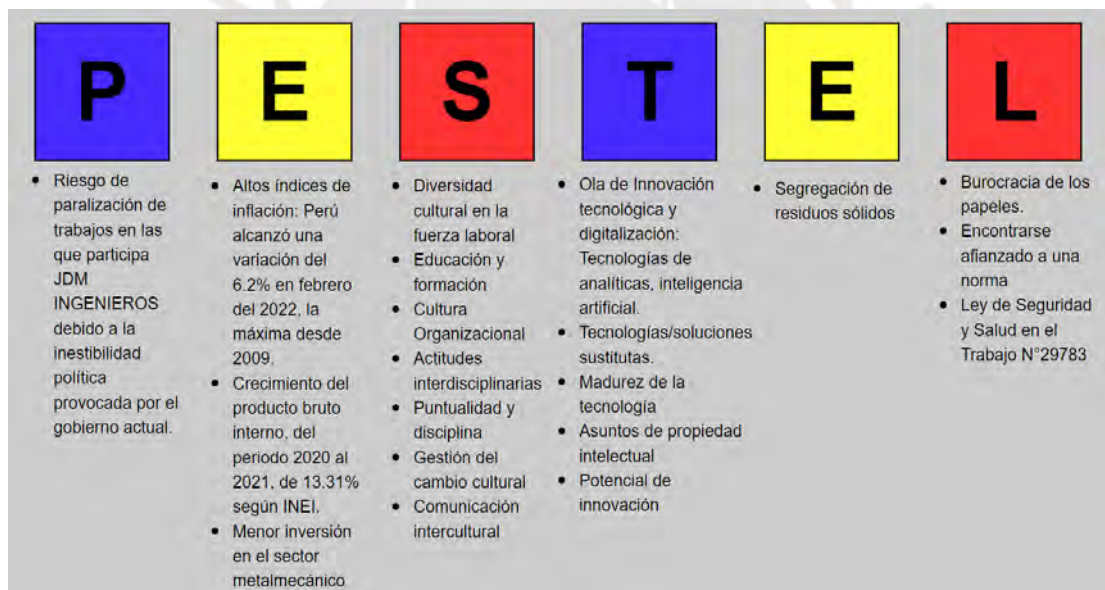 P
Riesgo de
paralización de
trabajos en las
que participa
JDM
INGENIEROS
debido a la
inestibilidad
política
provocada por el
gobierno actual.
E
Altos índices de
inflación: Perú
alcanzó una
variación del
6.2% en febrero
del 2022, la
máxima desde
2009.
Crecimiento del
producto bruto
interno, del
periodo 2020 al
2021, de 13.31%
según INEI.
Menor inversión
en el sector
metalmecánico
S
Diversidad
cultural en la
fuerza laboral
Educación y
formación
Cultura
Organizacional
Actitudes
interdisciplinarias
Puntualidad y
disciplina
Gestión del
cambio cultural
Comunicación
intercultural
T
Ola de Innovación
tecnológica y
digitalización:
Tecnologías de
analíticas, inteligencia
artificial.
Tecnologías/soluciones
sustitutas.
Madurez de la
tecnología
Asuntos de propiedad
intelectual
Potencial de
innovación
E
Segregación de
residuos sólidos
L
Burocracia de los
papeles.
Encontrarse
afianzado a una
norma
Ley de Seguridad
y Salud en el
Trabajo N°29783